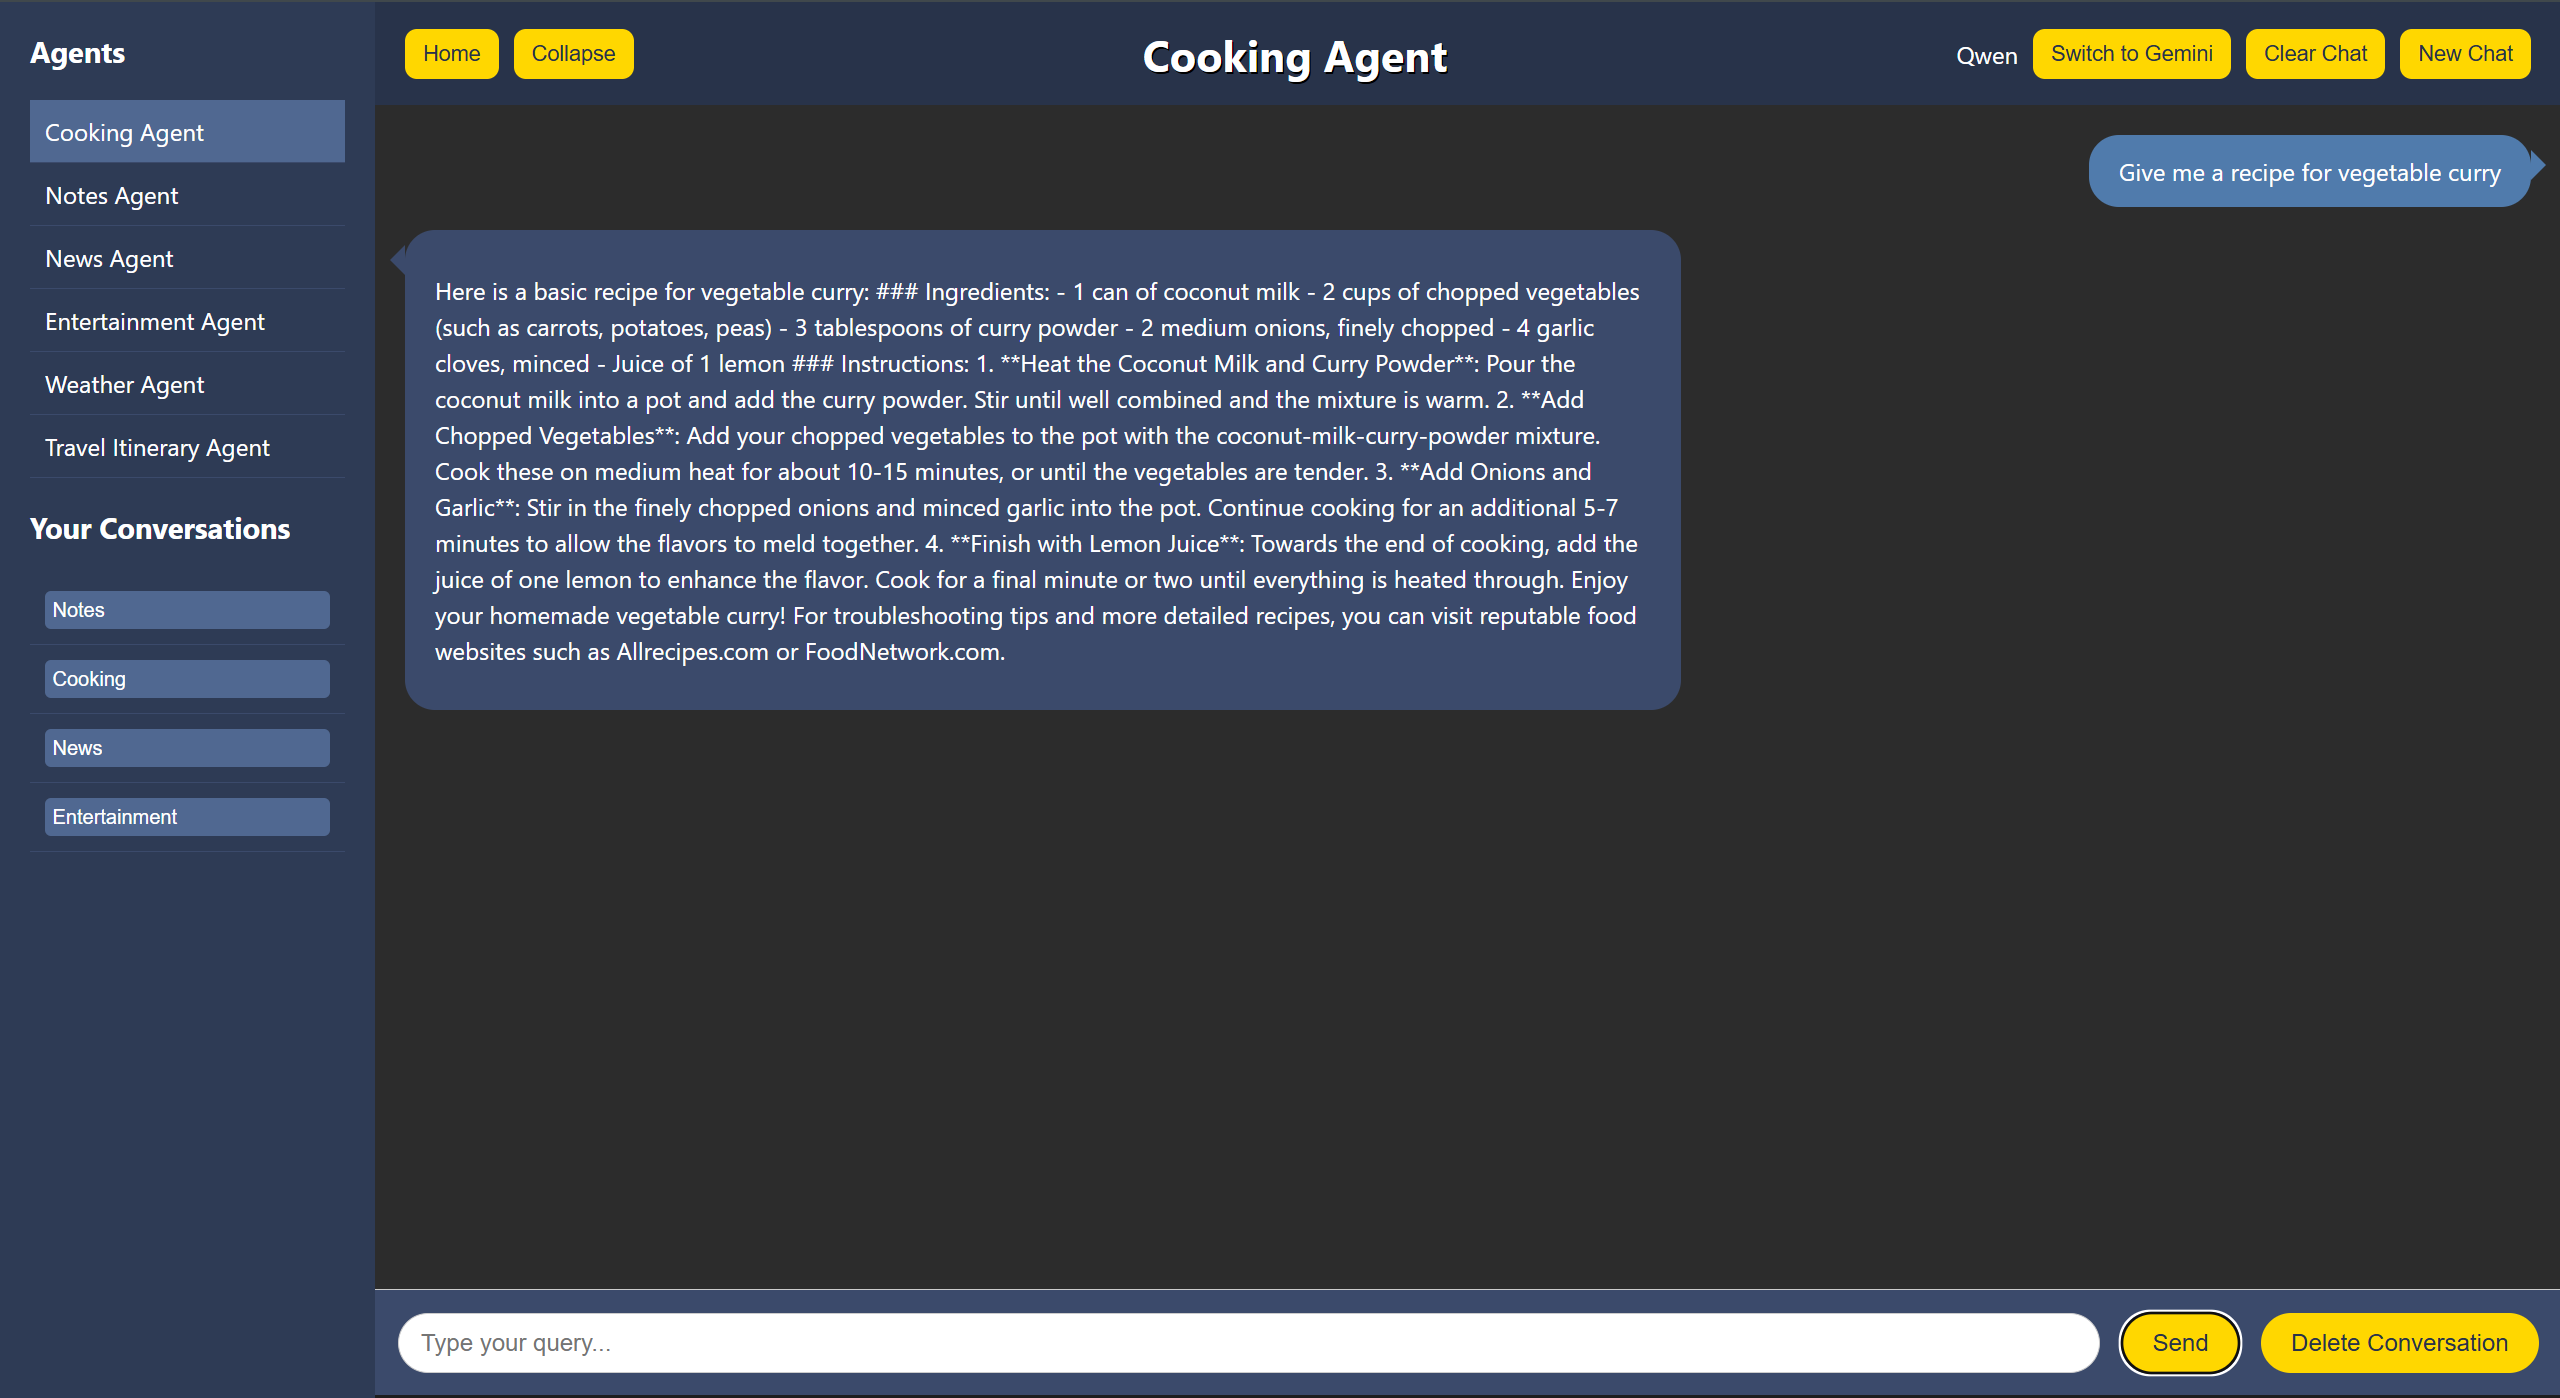 Agents
Cooking Agent
Notes Agent
News Agent
Entertainment Agent
Weather Agent
Travel Itinerary Agent
Your Conversations
Notes
Cooking
News
Entertainment
Home
Collapse
Cooking Agent
Qwen
Switch to Gemini
Clear Chat
New Chat
Give me a recipe for vegetable curry
Here is a basic recipe for vegetable curry: ### Ingredients: - 1 can of coconut milk - 2 cups of chopped vegetables
(such as carrots, potatoes, peas) - 3 tablespoons of curry powder - 2 medium onions, finely chopped - 4 garlic
cloves, minced - Juice of 1 lemon ### Instructions: 1. **Heat the Coconut Milk and Curry Powder**: Pour the
coconut milk into a pot and add the curry powder. Stir until well combined and the mixture is warm. 2. **Add
Chopped Vegetables**: Add your chopped vegetables to the pot with the coconut-milk-curry-powder mixture.
Cook these on medium heat for about 10-15 minutes, or until the vegetables are tender. 3. **Add Onions and
Garlic**: Stir in the finely chopped onions and minced garlic into the pot. Continue cooking for an additional 5-7
minutes to allow the flavors to meld together. 4. **Finish with Lemon Juice**: Towards the end of cooking, add the
juice of one lemon to enhance the flavor. Cook for a final minute or two until everything is heated through. Enjoy
your homemade vegetable curry! For troubleshooting tips and more detailed recipes, you can visit reputable food
websites such as Allrecipes.com or FoodNetwork.com.
Type your query...
Send
Delete Conversation